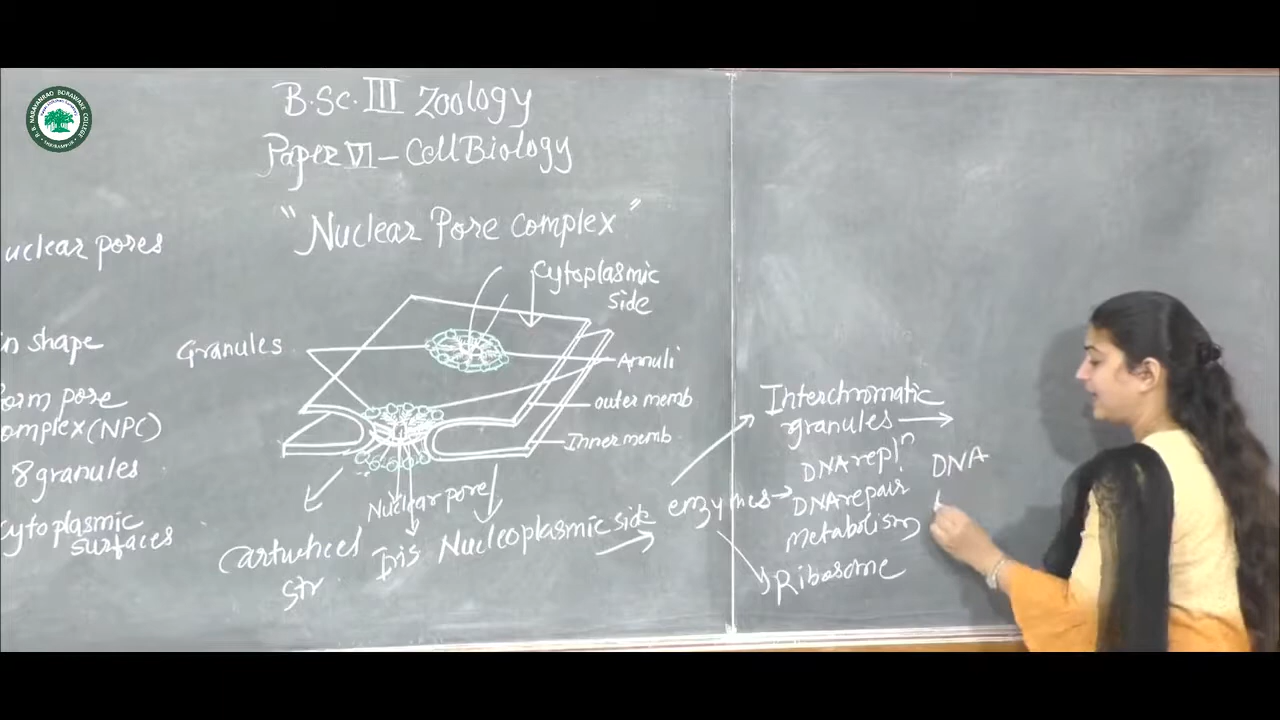 B.Sc. III Zoology
Paper VI - Cell Biology
"Nuclear Pore complex"
uclear pores
in shape
orm pore
omplex (NPC)
8 granules
cytoplasmic
surfaces
Cytoplasmic
side
Granules
Annuli
outer memb
Inner memb
Nuclear pore
Cartwheel
str
Iris
Nucleoplasmic side
enzymes
Interchromatic
granules
DNA repln
DNA repair
metabolism
Ribosome
DNA